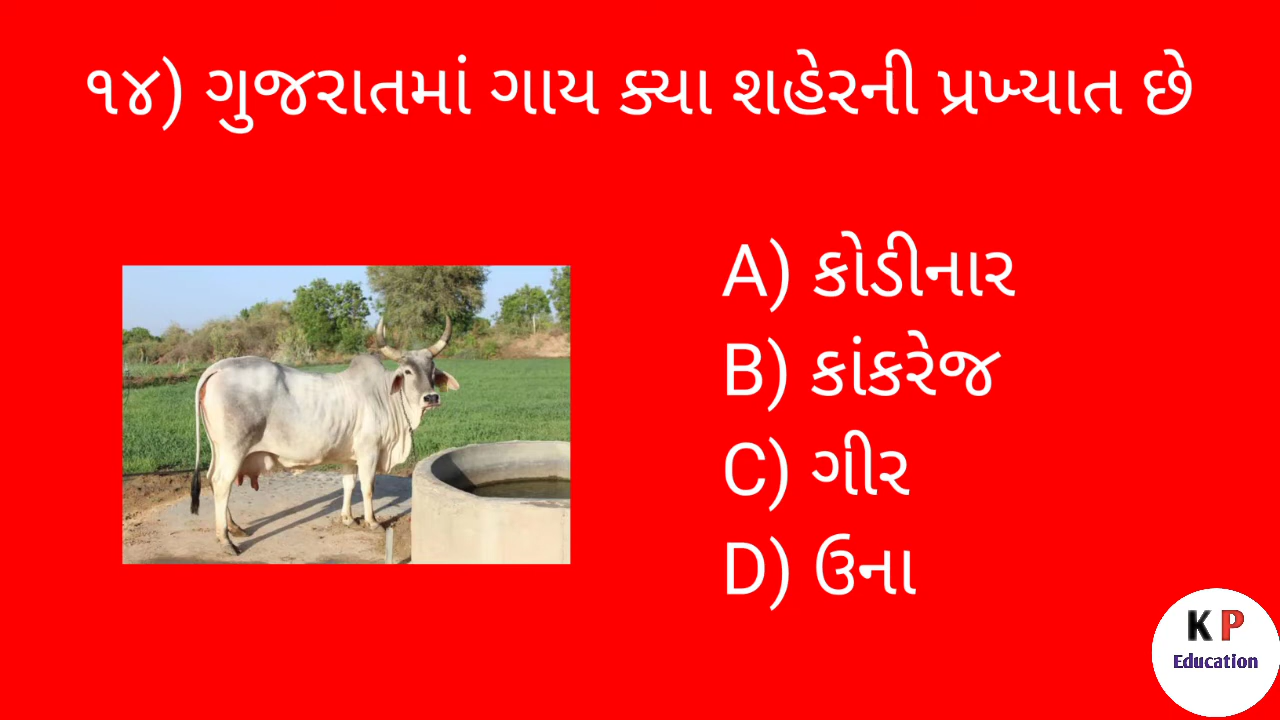 ૧૪) ગુજરાતમાં ગાય ક્યા શહેરની પ્રખ્યાત છે
A) કોડીનાર
B) કાંકરેજ
C) ગીર
D) ઉના
K P
Education